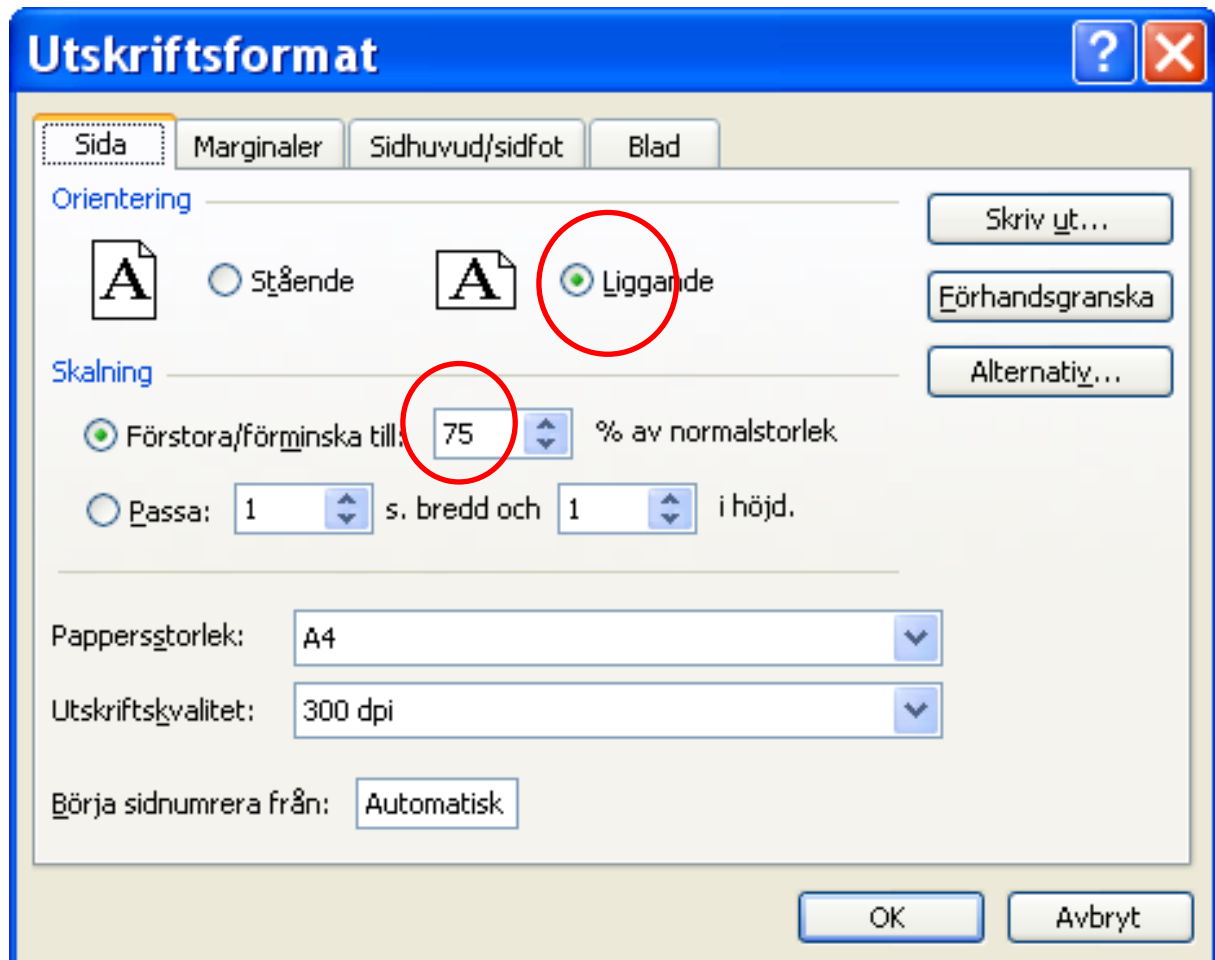 Utskriftsformat
Sida Marginaler Sidhuvud/sidfot Blad
Orientering
A Stående A Liggande
Skalning
Förstora/förminska till: 75 % av normalstorlek
Passa: 1 s. bredd och 1 i höjd.
Pappersstorlek: A4
Utskriftskvalitet: 300 dpi
Börja sidnumrera från: Automatisk
Skriv ut...
Förhandsgranska
Alternativ...
OK Avbryt